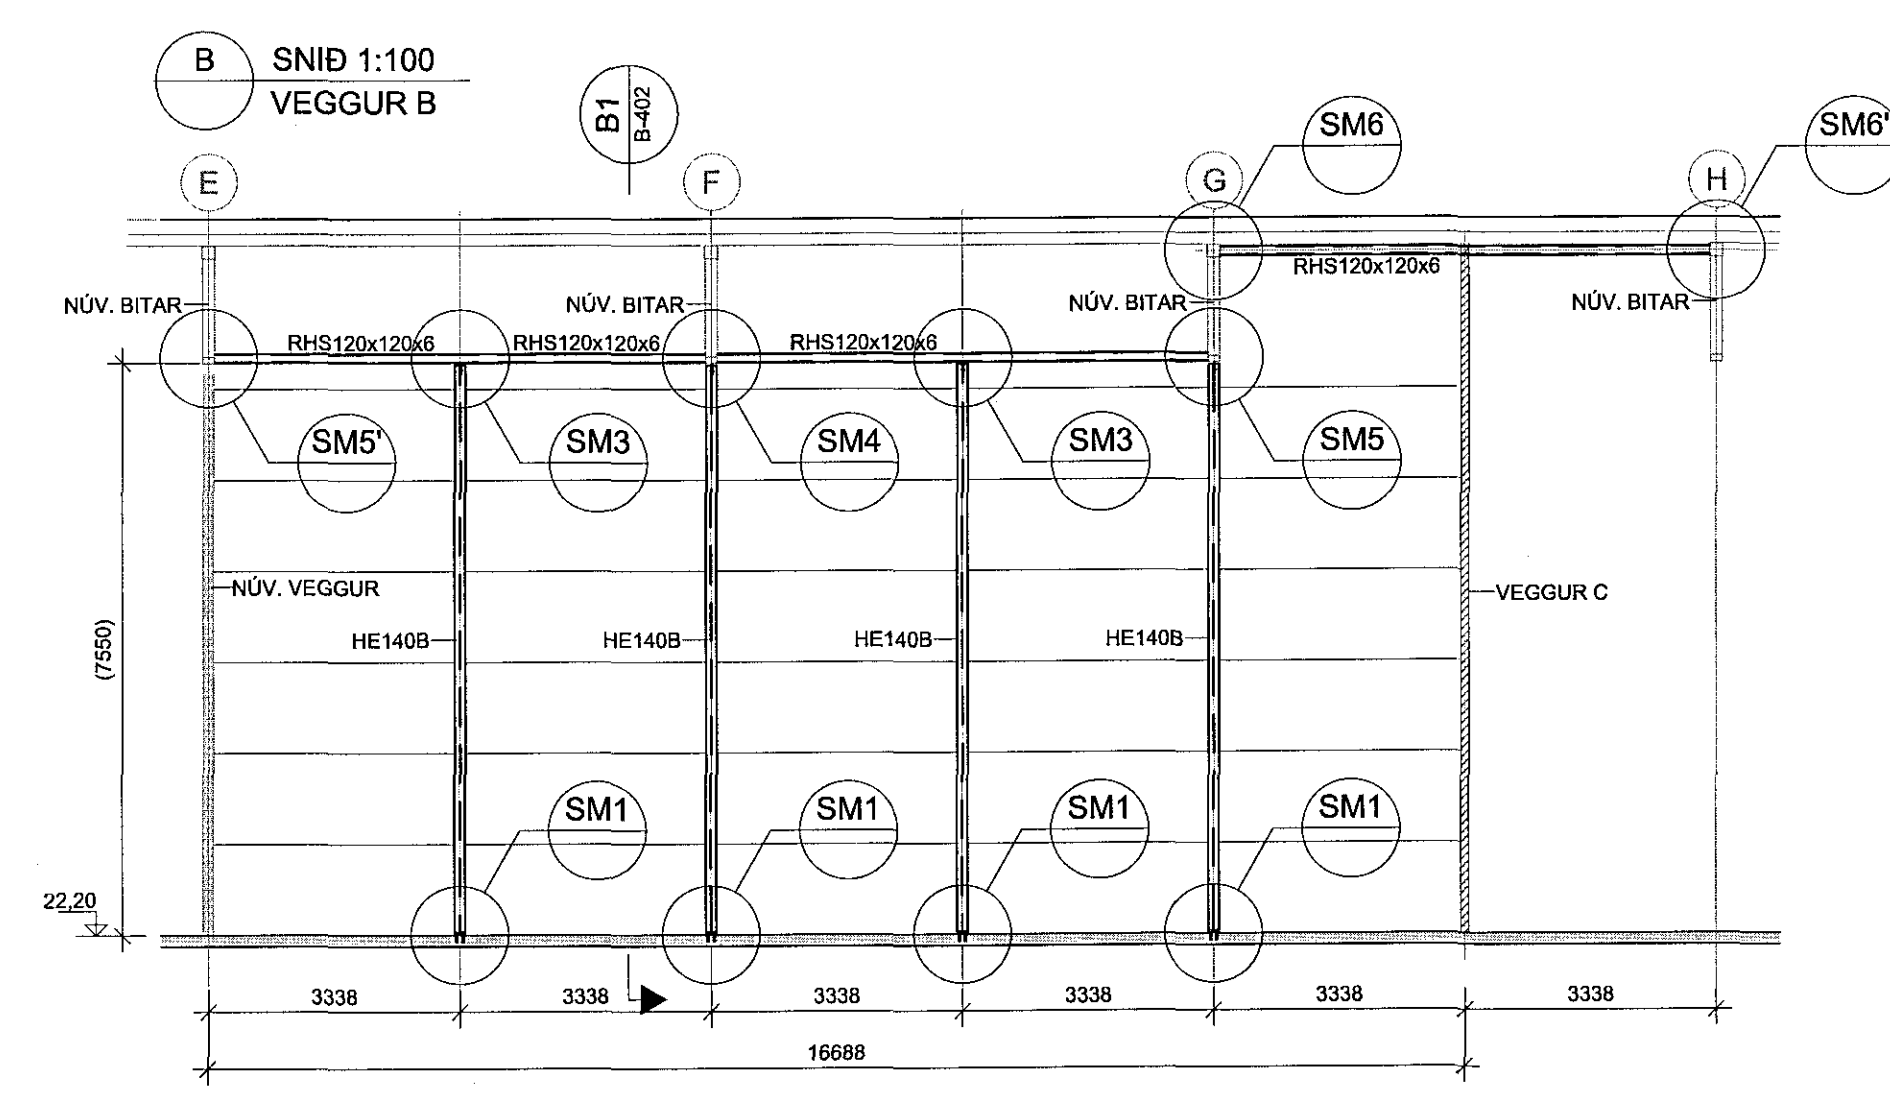 B
SNIÐ 1:100
VEGGUR B
B1
B-402
SM6
SM6'
E
F
G
H
RHS120x120x6
NÚV. BITAR
NÚV. BITAR
NÚV. BITAR
NÚV. BITAR
RHS120x120x6
RHS120x120x6
RHS120x120x6
SM5'
SM3
SM4
SM3
SM5
NÚV. VEGGUR
VEGGUR C
(7550)
HE140B
HE140B
HE140B
HE140B
SM1
SM1
SM1
SM1
22,20
3338
3338
3338
3338
3338
3338
16688